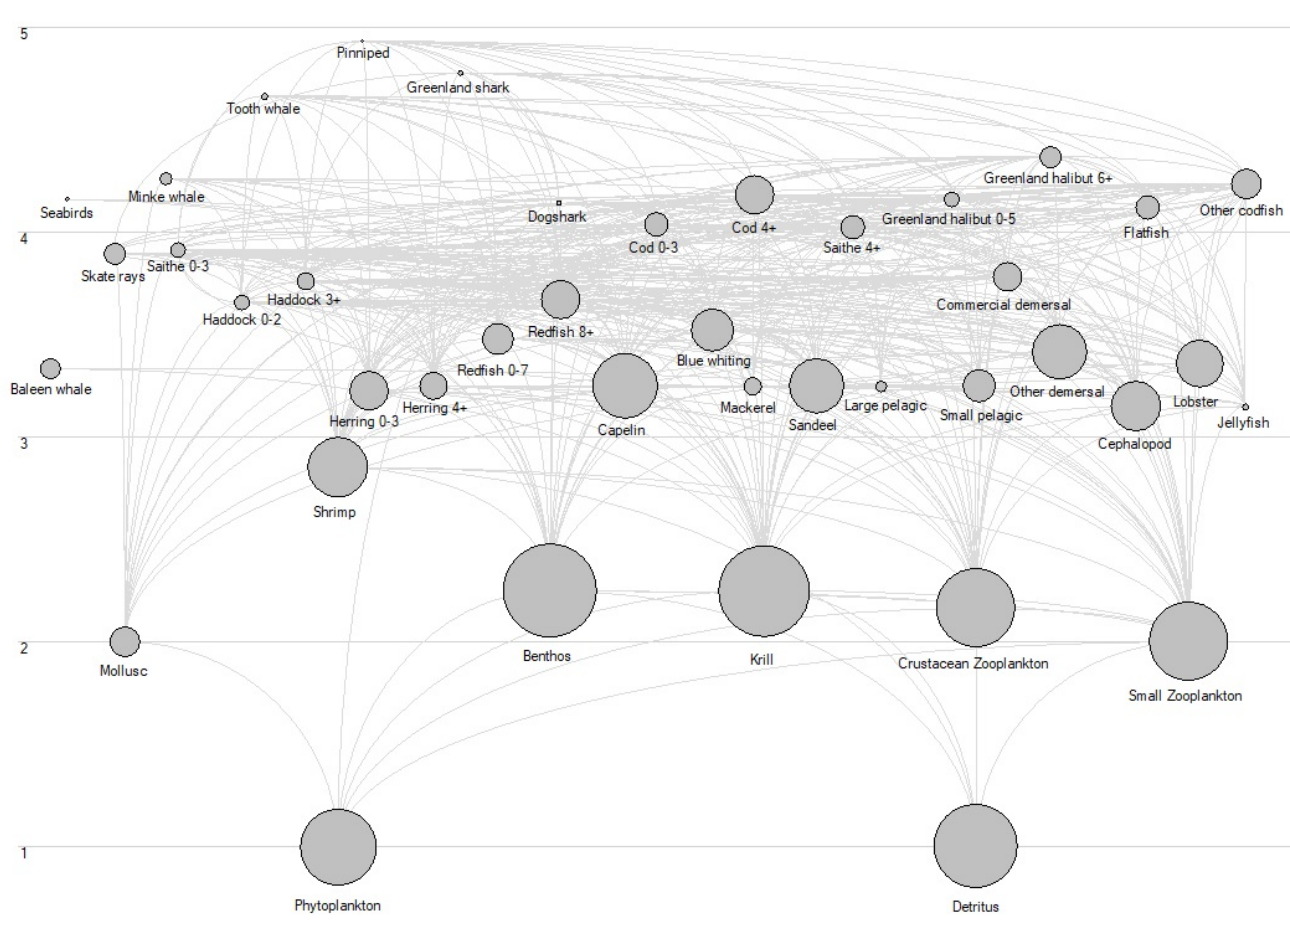 5
Pinniped
Greenland shark
Tooth whale
Greenland halibut 6+
Minke whale
Seabirds
Dogshark
Greenland halibut 0-5
Other codfish
Cod 4+
Flatfish
4
Cod 0-3
Saithe 4+
Saithe 0-3
Skate rays
Haddock 3+
Commercial demersal
Haddock 0-2
Redfish 8+
Blue whiting
Redfish 0-7
Baleen whale
Other demersal
Lobster
Herring 4+
Mackerel
Large pelagic
Small pelagic
Herring 0-3
Jellyfish
Sandeel
Capelin
Cephalopod
3
Shrimp
2
Benthos
Krill
Crustacean Zooplankton
Mollusc
Small Zooplankton
1
Phytoplankton
Detritus